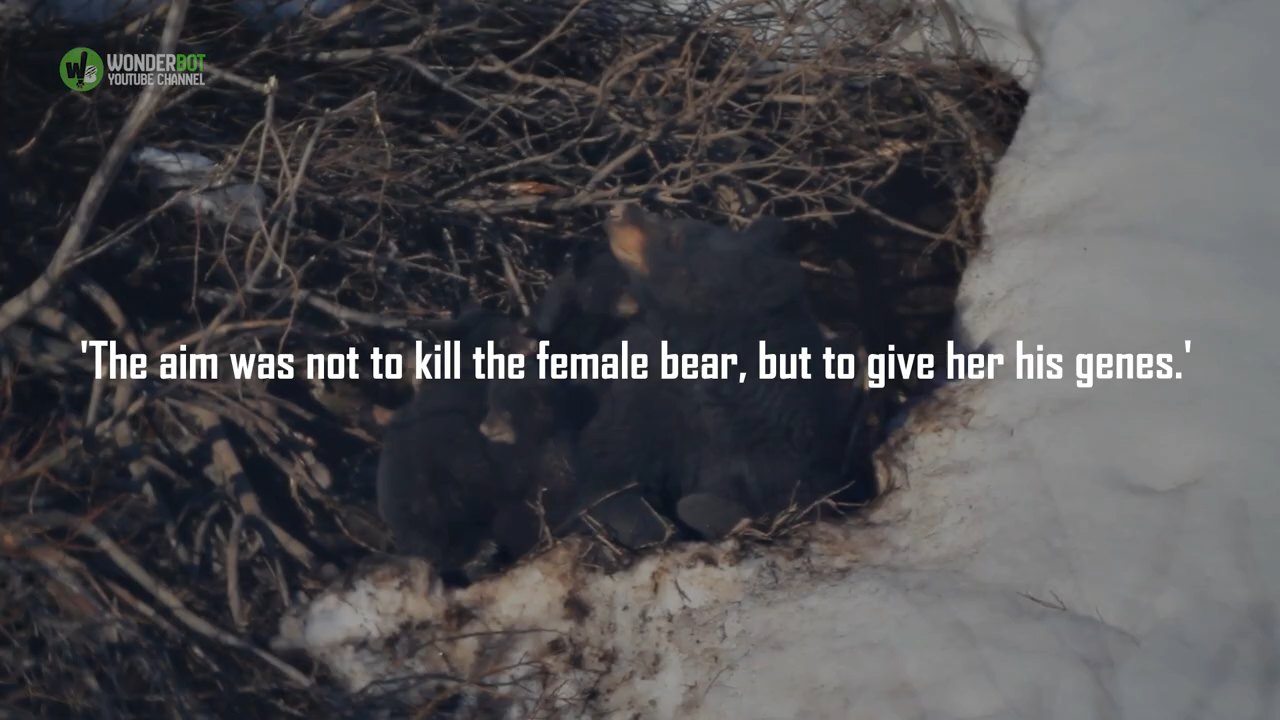 WONDERBOT
YOUTUBE CHANNEL
'The aim was not to kill the female bear, but to give her his genes.'